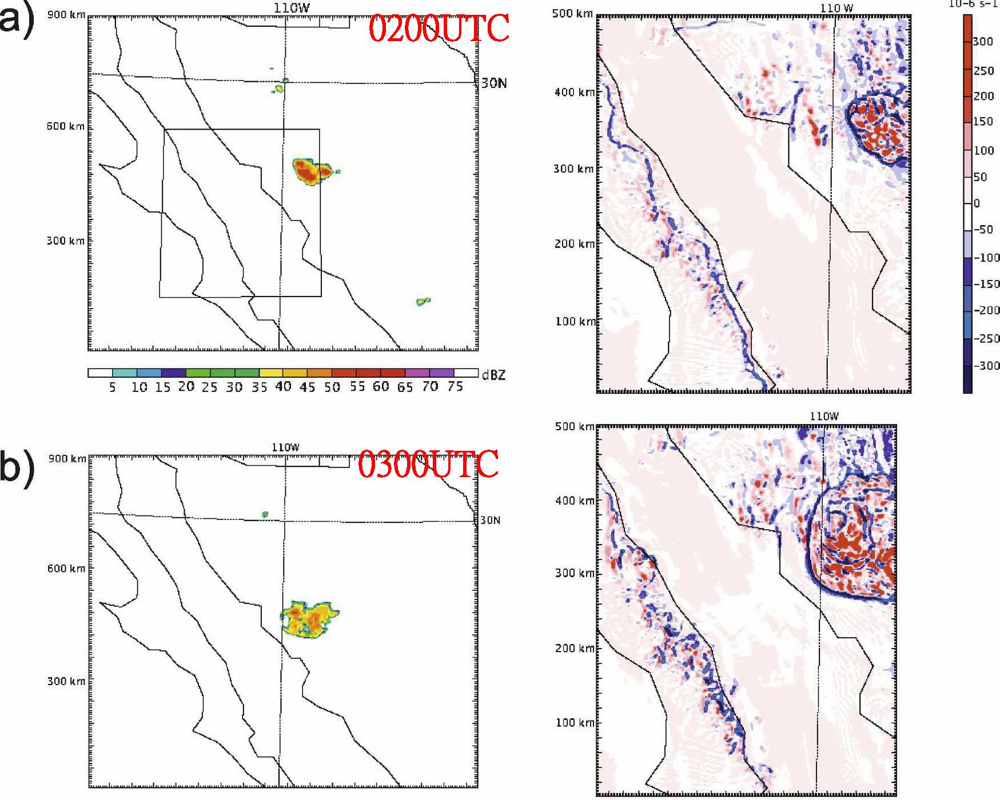 a)
110W
0200UTC
900 km
600 km
300 km
30N
5 10 15 20 25 30 35 40 45 50 55 60 65 70 75 dBZ
110 W
500 km
400 km
300 km
200 km
100 km
10-6 s-1
300
250
200
150
100
50
0
-50
-100
-150
-200
-250
-300
b)
110W
0300UTC
900 km
600 km
300 km
30N
110W
500 km
400 km
300 km
200 km
100 km